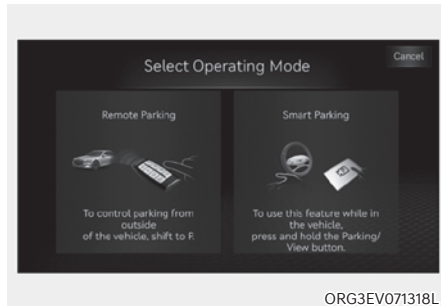 Cancel
Select Operating Mode
Remote Parking
To control parking from
outside
of the vehicle, shift to P.
Smart Parking
To use this feature while in
the vehicle,
press and hold the Parking/
View button.
ORG3EV071318L